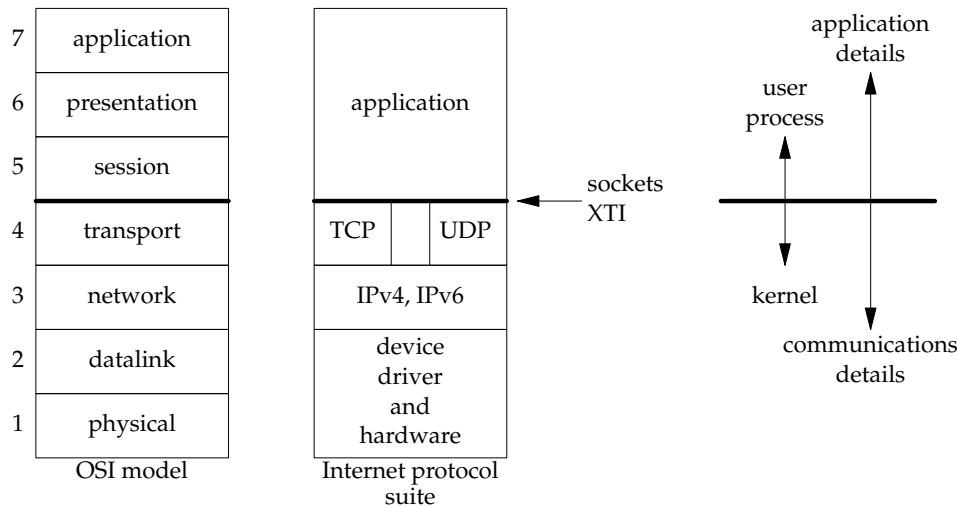 7
application
6
presentation
5
session
4
transport
3
network
2
datalink
1
physical
OSI model
application
TCP
UDP
IPv4, IPv6
device
driver
and
hardware
Internet protocol
suite
sockets
XTI
application
details
user
process
kernel
communications
details